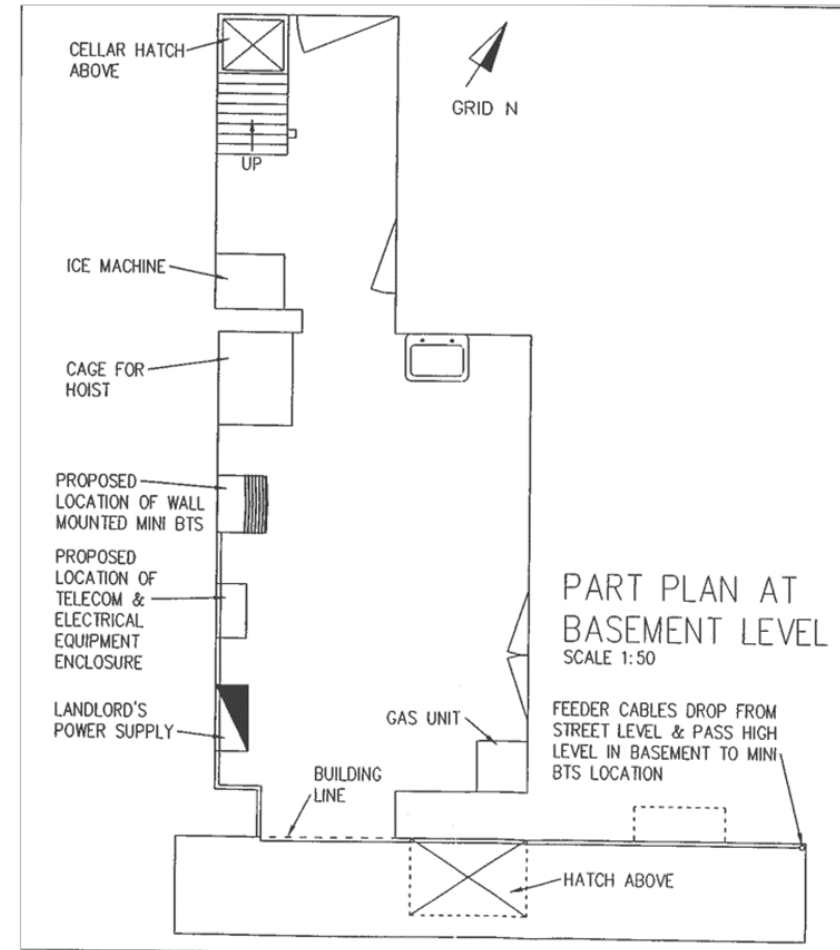 CELLAR HATCH
ABOVE
GRID N
UP
ICE MACHINE
CAGE FOR
HOIST
PROPOSED
LOCATION OF WALL
MOUNTED MINI BTS
PROPOSED
LOCATION OF
TELECOM &
ELECTRICAL
EQUIPMENT
ENCLOSURE
PART PLAN AT
BASEMENT LEVEL
SCALE 1:50
LANDLORD'S
POWER SUPPLY
GAS UNIT
FEEDER CABLES DROP FROM
STREET LEVEL & PASS HIGH
LEVEL IN BASEMENT TO MINI
BTS LOCATION
BUILDING
LINE
HATCH ABOVE